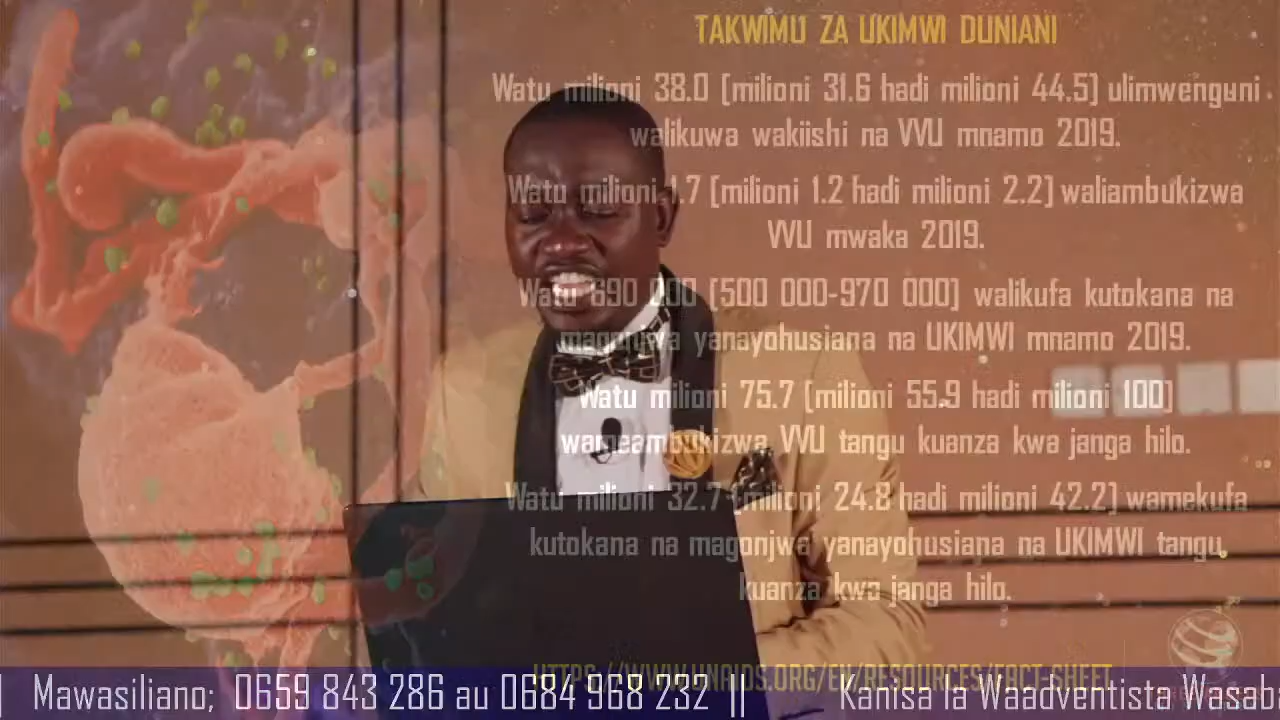 TAKWIMU ZA UKIMWI DUNIANI
Watu milioni 38.0 [milioni 31.6 hadi milioni 44.5] ulimwenguni
walikuwa wakiishi na VVU mnamo 2019.
Watu milioni 1.7 [milioni 1.2 hadi milioni 2.2] waliambukizwa
VVU mwaka 2019.
Watu 690 000 [500 000-970 000] walikufa kutokana na
magonjwa yanayohusiana na UKIMWI mnamo 2019.
Watu milioni 75.7 [milioni 55.9 hadi milioni 100]
wameambukizwa VVU tangu kuanza kwa janga hilo.
Watu milioni 32.7 [milioni 24.8 hadi milioni 42.2] wamekufa
kutokana na magonjwa yanayohusiana na UKIMWI tangu
kuanza kwa janga hilo.
HTTPS://WWW.UNAIDS.ORG/EN/RESOURCES/FACT-SHEET
Mawasiliano; 0659 843 286 au 0684 968 232 || Kanisa la Waadventista Wasab